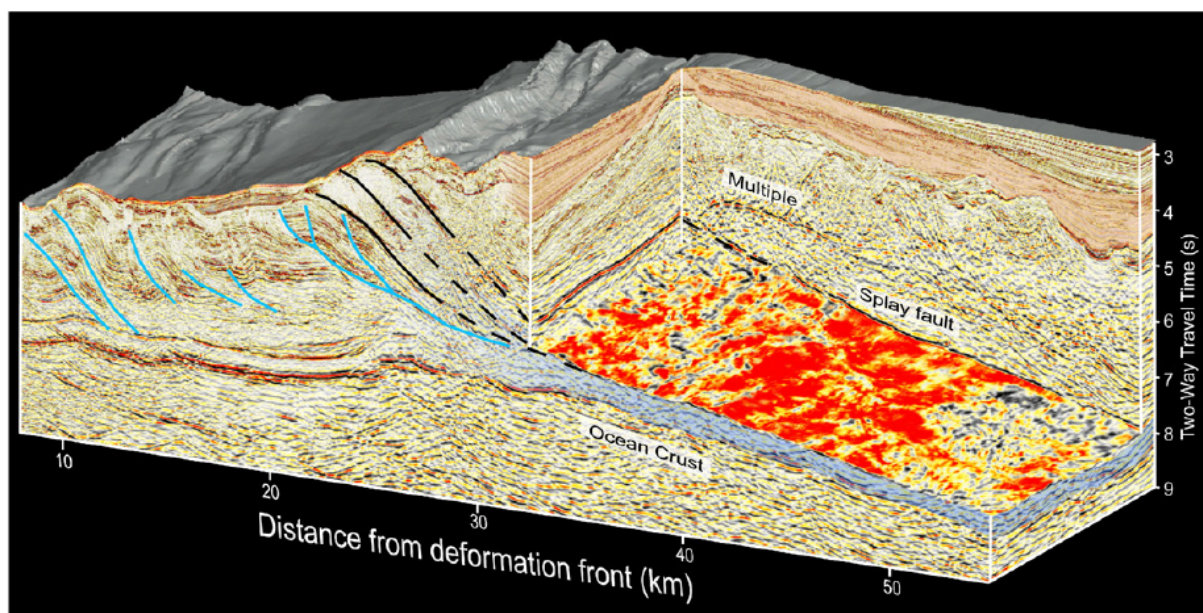 Multiple
Splay fault
Ocean Crust
3
4
5
6
7
8
9
Two-Way Travel Time (s)
10
20
30
40
50
Distance from deformation front (km)